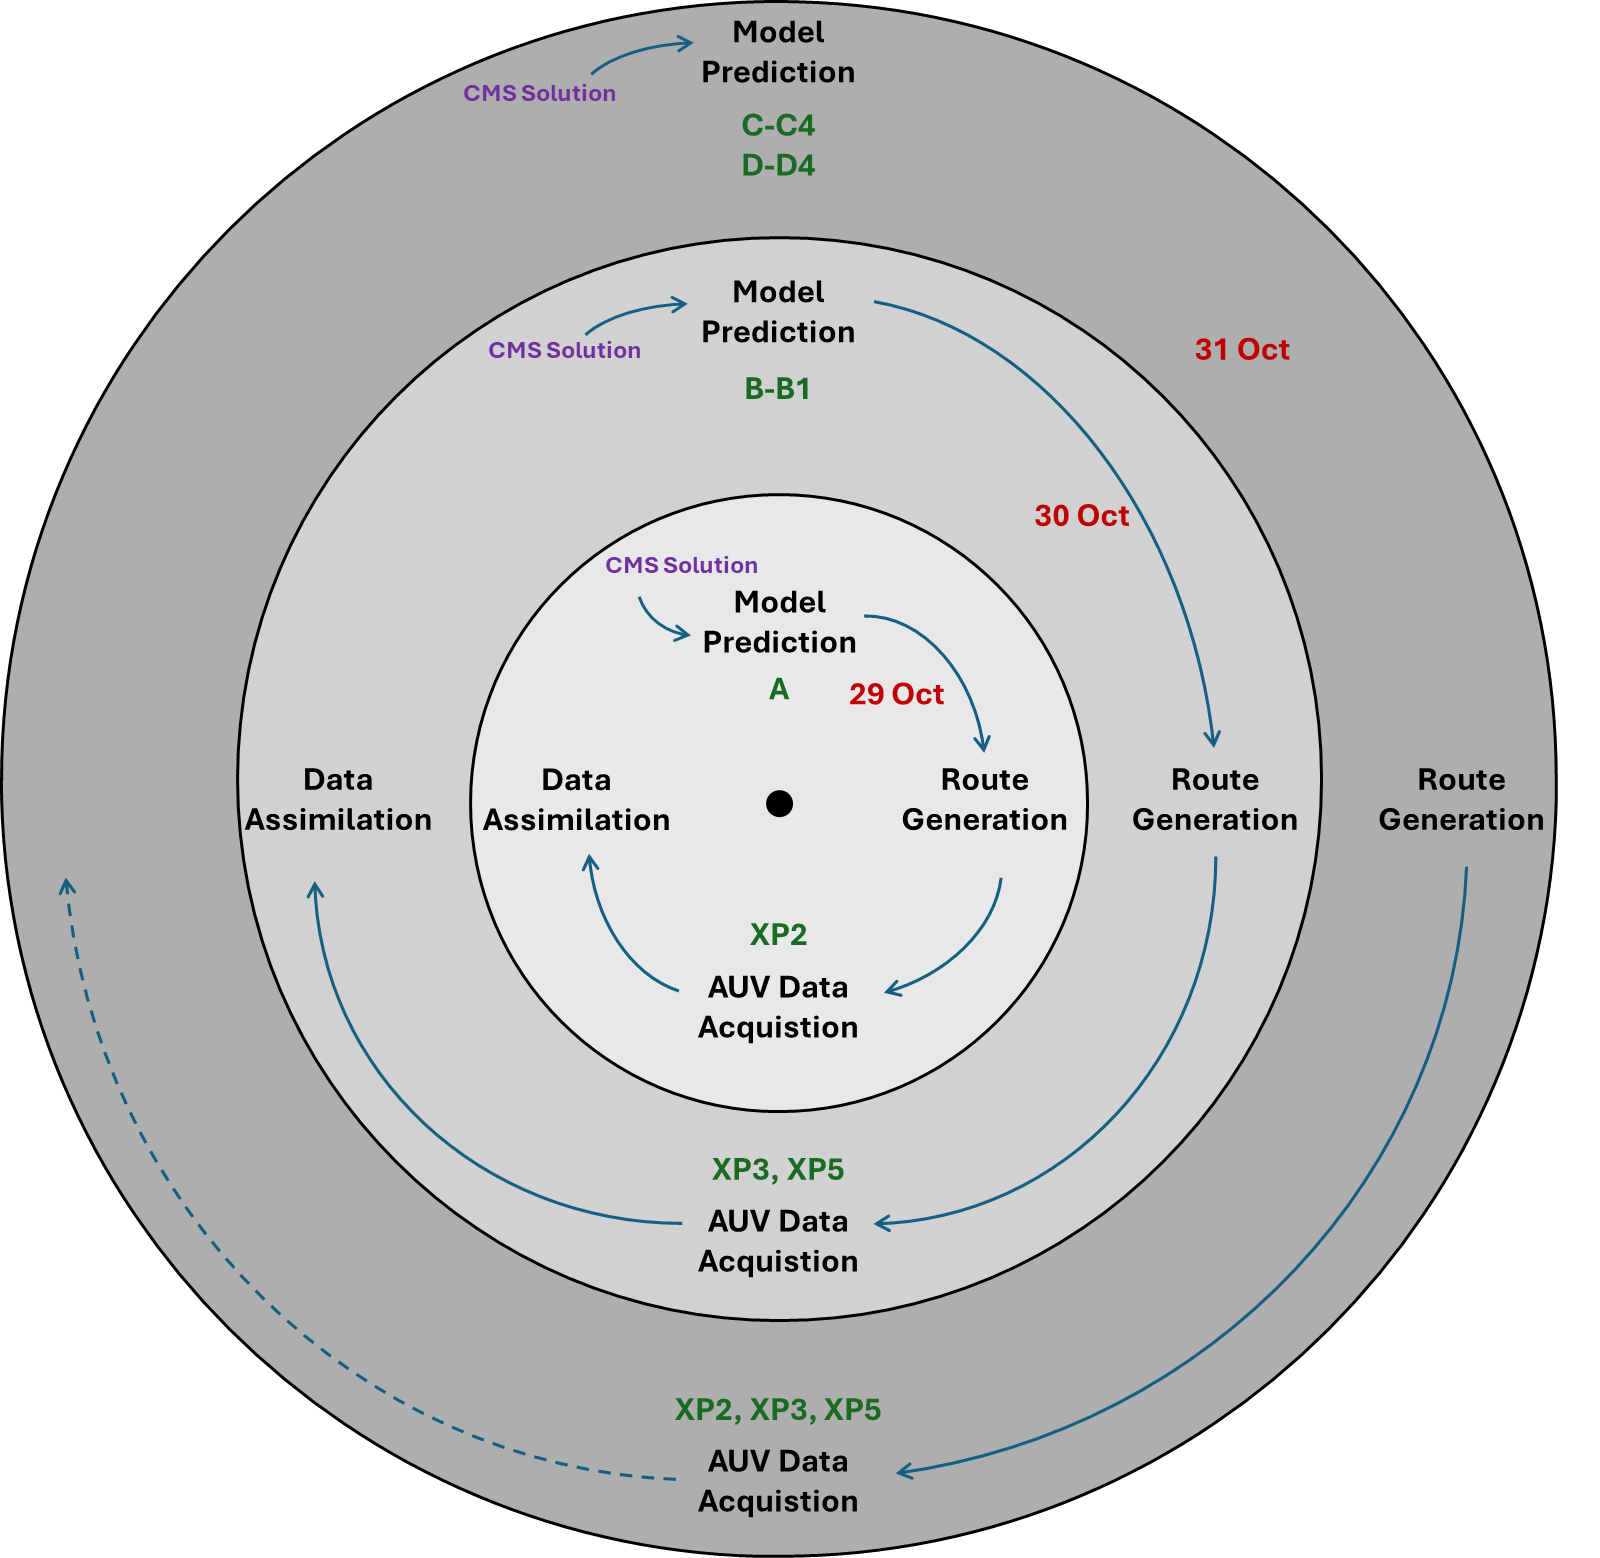 Model
Prediction
CMS Solution
C-C4
D-D4
Model
Prediction
CMS Solution
B-B1
31 Oct
30 Oct
CMS Solution
Model
Prediction
A
29 Oct
Data
Assimilation
Data
Assimilation
Route
Generation
Route
Generation
Route
Generation
XP2
AUV Data
Acquistion
XP3, XP5
AUV Data
Acquistion
XP2, XP3, XP5
AUV Data
Acquistion